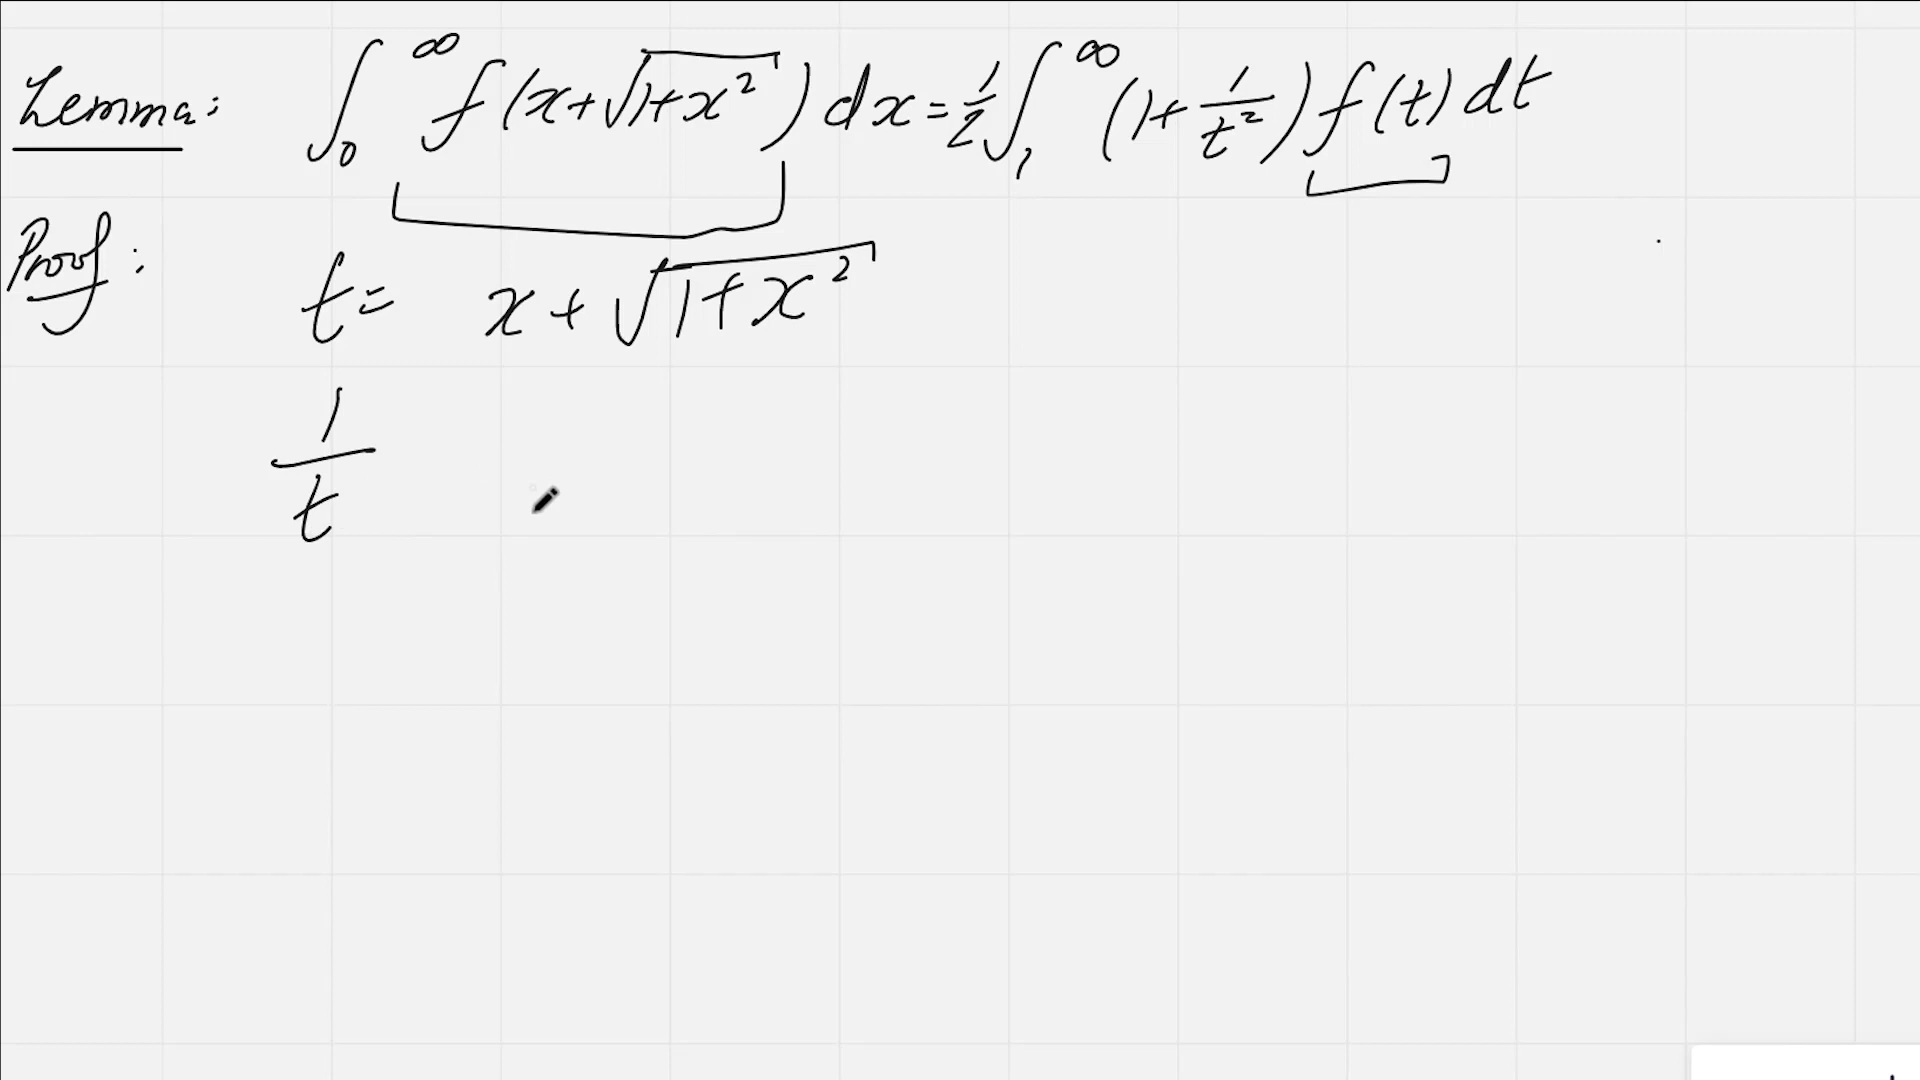 Lemma: ∫₀^∞ f(x+√(1+x²)) dx = 1/2 ∫₁^∞ (1+1/t²) f(t) dt
Proof: t = x + √(1+x²)
1/t